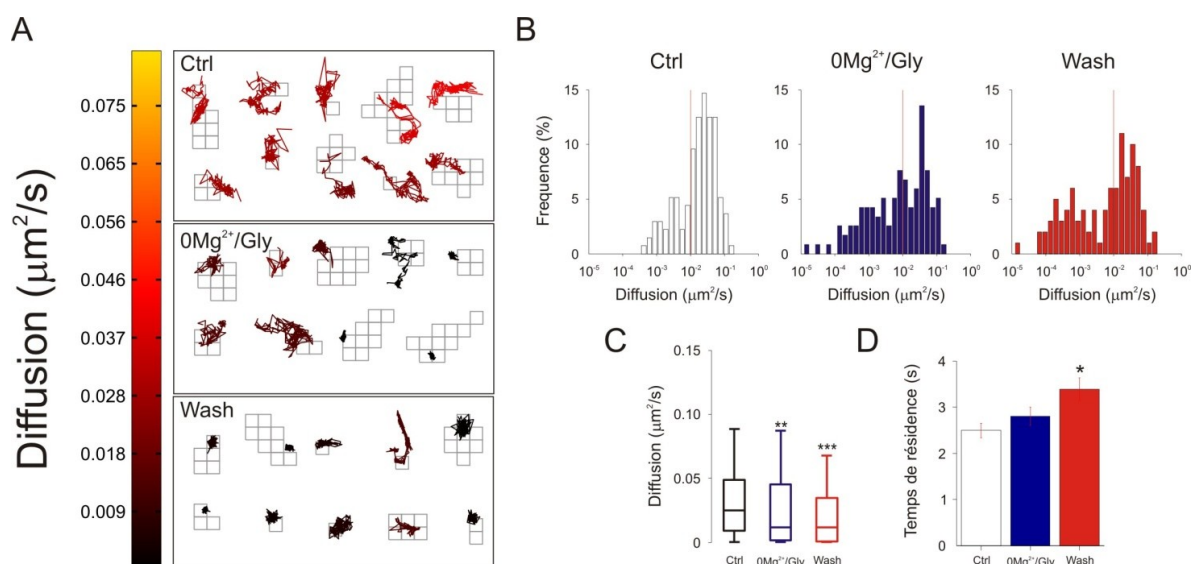 A
Diffusion (μm²/s)
0.075
0.065
0.056
0.046
0.037
0.028
0.018
0.009
Ctrl
0Mg²⁺/Gly
Wash
B
Ctrl
0Mg²⁺/Gly
Wash
Frequence (%)
15
10
5
0
10⁻⁵ 10⁻⁴ 10⁻³ 10⁻² 10⁻¹ 10⁰
Diffusion (μm²/s)
15
10
5
0
10⁻⁵ 10⁻⁴ 10⁻³ 10⁻² 10⁻¹ 10⁰
Diffusion (μm²/s)
15
10
5
0
10⁻⁵ 10⁻⁴ 10⁻³ 10⁻² 10⁻¹ 10⁰
Diffusion (μm²/s)
C
Diffusion (μm²/s)
0.15
0.10
0.05
0
**
***
Ctrl 0Mg²⁺/Gly Wash
D
Temps de résidence (s)
4
3
2
1
0
*
Ctrl 0Mg²⁺/Gly Wash